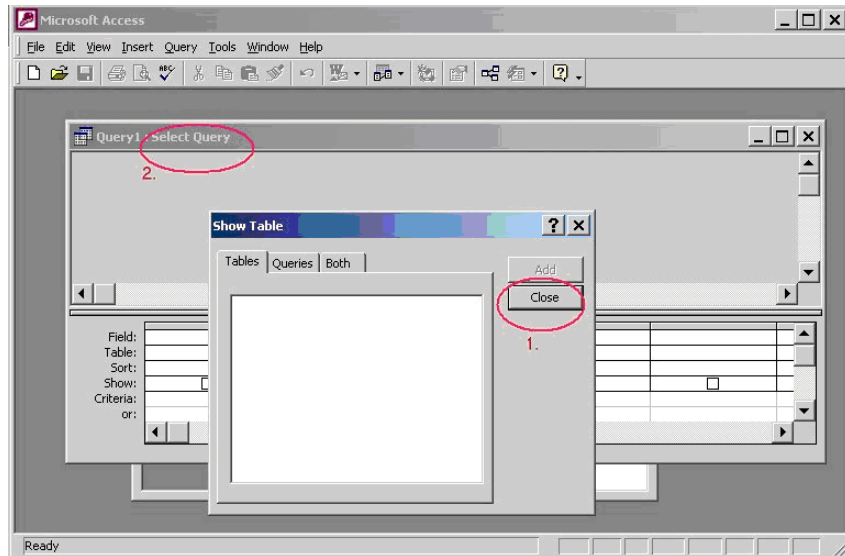 Microsoft Access
File Edit View Insert Query Tools Window Help
Query1 : Select Query
2.
Show Table
Tables Queries Both
Add
Close
1.
Field:
Table:
Sort:
Show:
Criteria:
or:
Ready